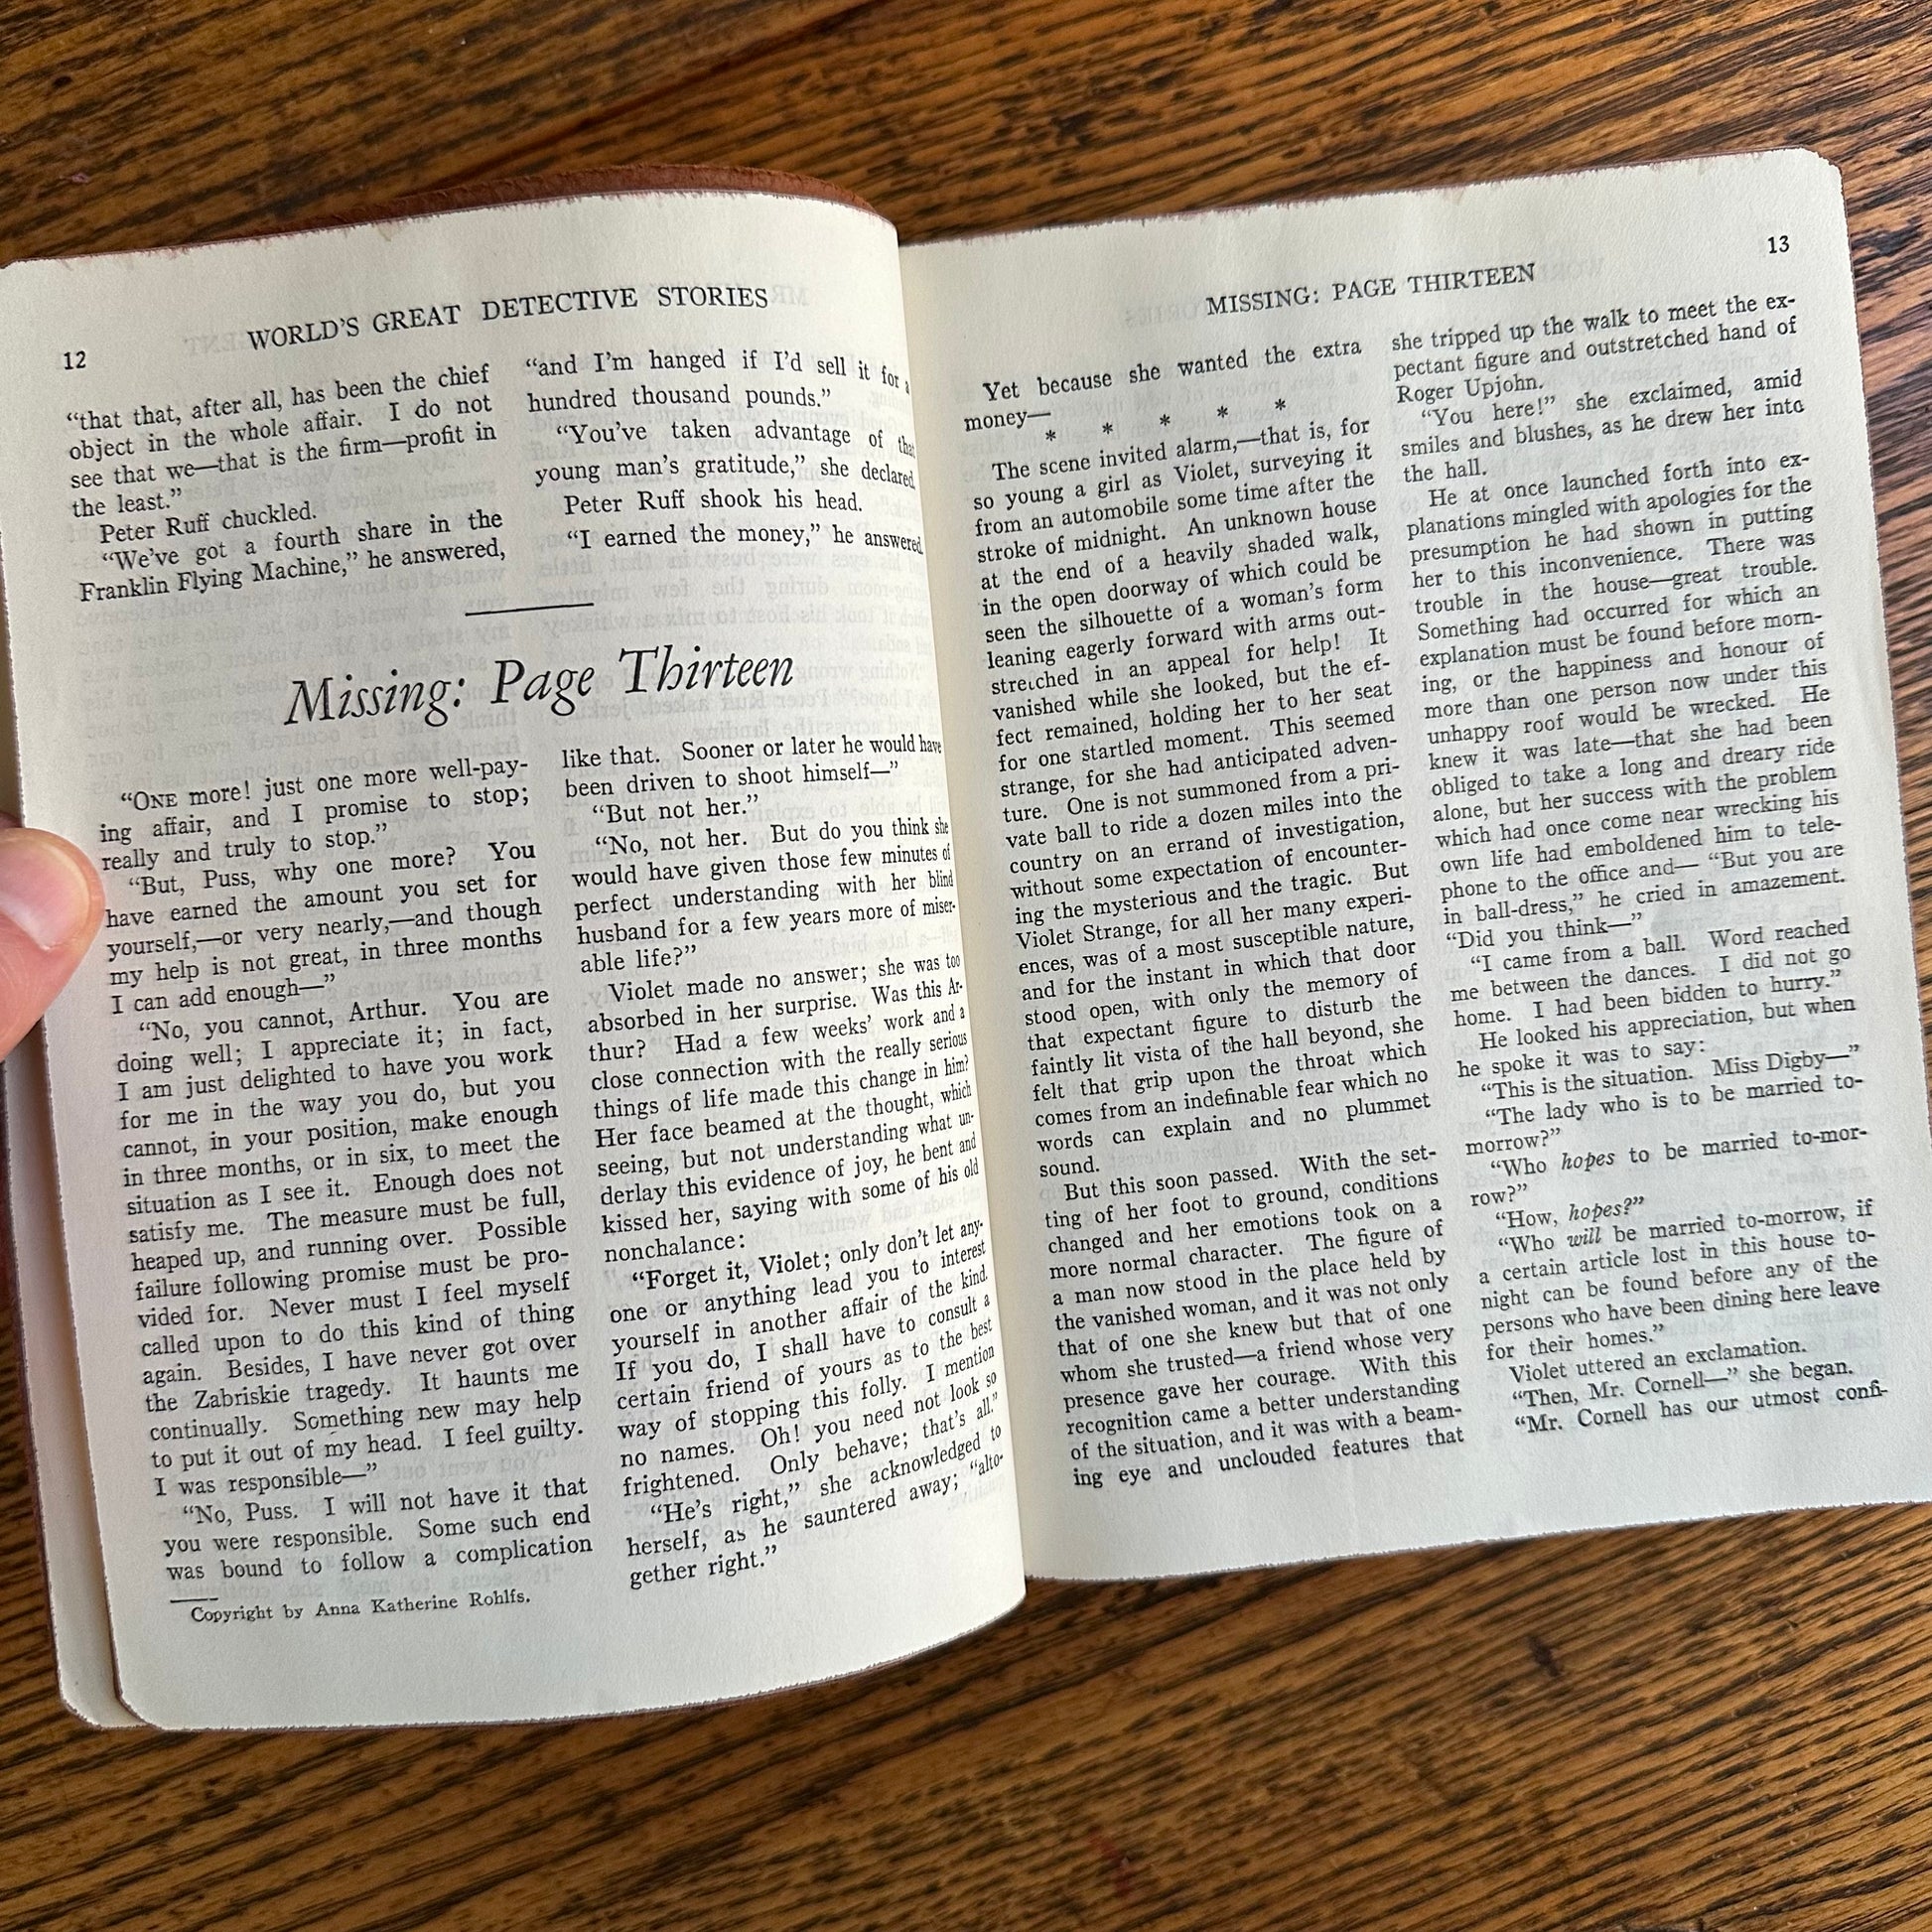 12
WORLD'S GREAT DETECTIVE STORIES
“that that, after all, has been the chief
object in the whole affair. I do not
see that we—that is the firm—profit in
the least.”
Peter Ruff chuckled.
“We've got a fourth share in the
Franklin Flying Machine,” he answered,
“and I'm hanged if I'd sell it for a
hundred thousand pounds.”
“You've taken advantage of that
young man's gratitude,” she declared.
Peter Ruff shook his head.
“I earned the money,” he answered.
Missing: Page Thirteen
“ONE more! just one more well-pay-
ing affair, and I promise to stop;
really and truly to stop.”
“But, Puss, why one more? You
have earned the amount you set for
yourself,—or very nearly,—and though
my help is not great, in three months
I can add enough—”
“No, you cannot, Arthur. You are
doing well; I appreciate it; in fact,
I am just delighted to have you work
for me in the way you do, but you
cannot, in your position, make enough
in three months, or in six, to meet the
situation as I see it. Enough does not
satisfy me. The measure must be full,
heaped up, and running over. Possible
failure following promise must be pro-
vided for. Never must I feel myself
called upon to do this kind of thing
again. Besides, I have never got over
the Zabriskie tragedy. It haunts me
continually. Something new may help
to put it out of my head. I feel guilty.
I was responsible—”
“No, Puss. I will not have it that
you were responsible. Some such end
was bound to follow a complication
Copyright by Anna Katherine Rohlfs.
like that. Sooner or later he would have
been driven to shoot himself—”
“But not her.”
“No, not her. But do you think she
would have given those few minutes of
perfect understanding with her blind
husband for a few years more of miser-
able life?”
Violet made no answer; she was too
absorbed in her surprise. Was this Ar-
thur? Had a few weeks' work and a
close connection with the really serious
things of life made this change in him?
Her face beamed at the thought, which
seeing, but not understanding what un-
derlay this evidence of joy, he bent and
kissed her, saying with some of his old
nonchalance:
“Forget it, Violet; only don't let any-
one or anything lead you to interest
yourself in another affair of the kind.
If you do, I shall have to consult a
certain friend of yours as to the best
way of stopping this folly. I mention
no names. Oh! you need not look so
frightened. Only behave; that's all.”
“He's right,” she acknowledged to
herself, as he sauntered away; “alto-
gether right.”
13
MISSING: PAGE THIRTEEN
Yet because she wanted the extra
money—
* * * * *
The scene invited alarm,—that is, for
so young a girl as Violet, surveying it
from an automobile some time after the
stroke of midnight. An unknown house
at the end of a heavily shaded walk,
in the open doorway of which could be
seen the silhouette of a woman's form
leaning eagerly forward with arms out-
stretched in an appeal for help! It
vanished while she looked, but the ef-
fect remained, holding her to her seat
for one startled moment. This seemed
strange, for she had anticipated adven-
ture. One is not summoned from a pri-
vate ball to ride a dozen miles into the
country on an errand of investigation,
without some expectation of encounter-
ing the mysterious and the tragic. But
Violet Strange, for all her many experi-
ences, was of a most susceptible nature,
and for the instant in which that door
stood open, with only the memory of
that expectant figure to disturb the
faintly lit vista of the hall beyond, she
felt that grip upon the throat which
comes from an indefinable fear which no
words can explain and no plummet
sound.
But this soon passed. With the set-
ting of her foot to ground, conditions
changed and her emotions took on a
more normal character. The figure of
a man now stood in the place held by
the vanished woman, and it was not only
that of one she knew but that of one
whom she trusted—a friend whose very
presence gave her courage. With this
recognition came a better understanding
of the situation, and it was with a beam-
ing eye and unclouded features that
she tripped up the walk to meet the ex-
pectant figure and outstretched hand of
Roger Upjohn.
“You here!” she exclaimed, amid
smiles and blushes, as he drew her into
the hall.
He at once launched forth into ex-
planations mingled with apologies for the
presumption he had shown in putting
her to this inconvenience. There was
trouble in the house—great trouble.
Something had occurred for which an
explanation must be found before morn-
ing, or the happiness and honour of
more than one person now under this
unhappy roof would be wrecked. He
knew it was late—that she had been
obliged to take a long and dreary ride
alone, but her success with the problem
which had once come near wrecking his
own life had emboldened him to tele-
phone to the office and— “But you are
in ball-dress,” he cried in amazement.
“Did you think—”
“I came from a ball. Word reached
me between the dances. I did not go
home. I had been bidden to hurry.”
He looked his appreciation, but when
he spoke it was to say:
“This is the situation. Miss Digby—”
“The lady who is to be married to-
morrow?”
“Who hopes to be married to-mor-
row?”
“How, hopes?”
“Who will be married to-morrow, if
a certain article lost in this house to-
night can be found before any of the
persons who have been dining here leave
for their homes.”
Violet uttered an exclamation.
“Then, Mr. Cornell—” she began.
“Mr. Cornell has our utmost confi-